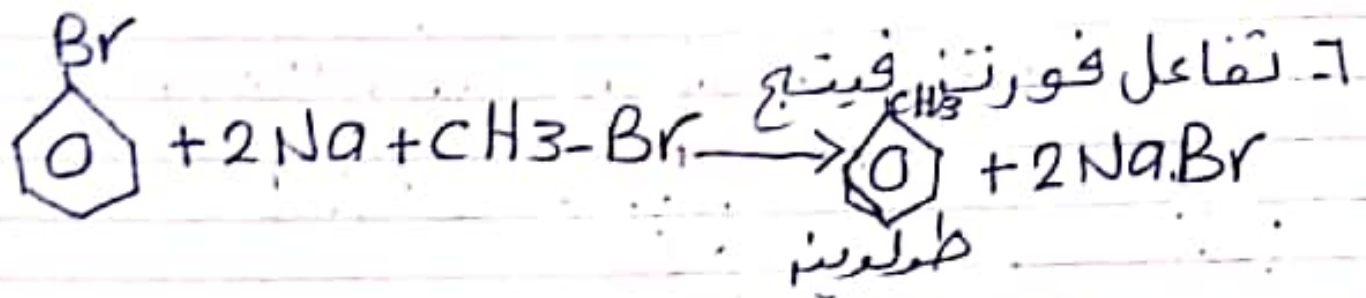 ٦- تفاعل فورتز فيتج
Br
+ 2Na + CH3-Br → CH3 + 2NaBr
طولوين